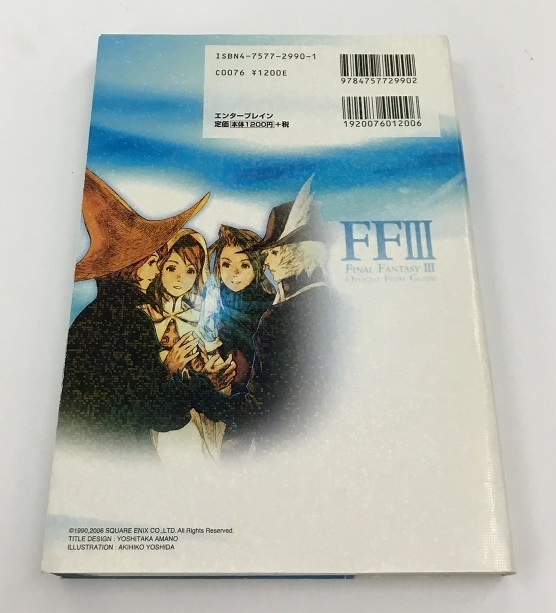 ISBN4-7577-2990-1
C0076 ¥1200E
9784757729902
エンターブレイン
定価 本体1200円 +税
1920076012006
FFIII
FINAL FANTASY III
OFFICIAL FINAL GUIDE
©1990,2006 SQUARE ENIX CO.,LTD. All Rights Reserved.
TITLE DESIGN : YOSHITAKA AMANO
ILLUSTRATION : AKIHIKO YOSHIDA